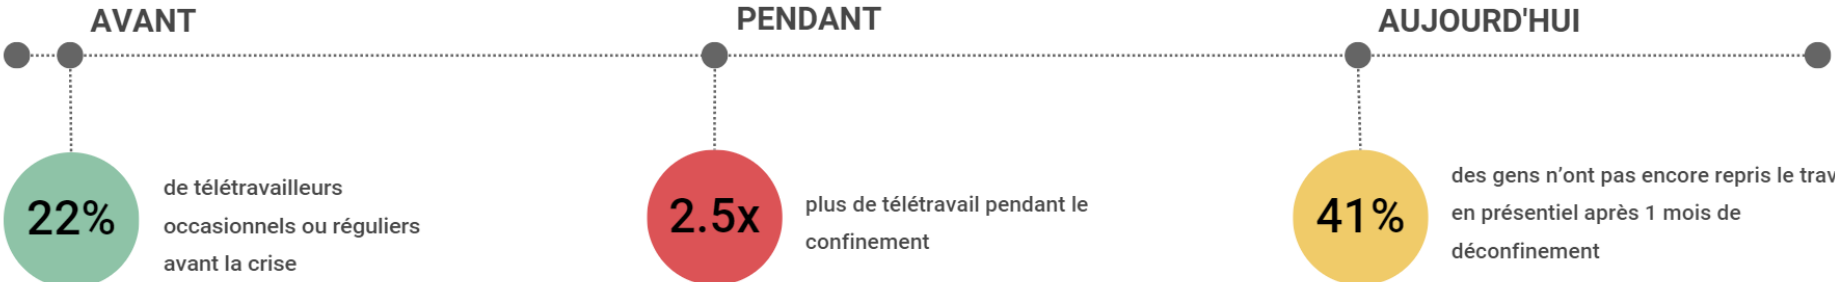 AVANT
PENDANT
AUJOURD'HUI
22%
de télétravailleurs
occasionnels ou réguliers
avant la crise
2.5x
plus de télétravail pendant le
confinement
41%
des gens n’ont pas encore repris le trav
en présentiel après 1 mois de
déconfinement